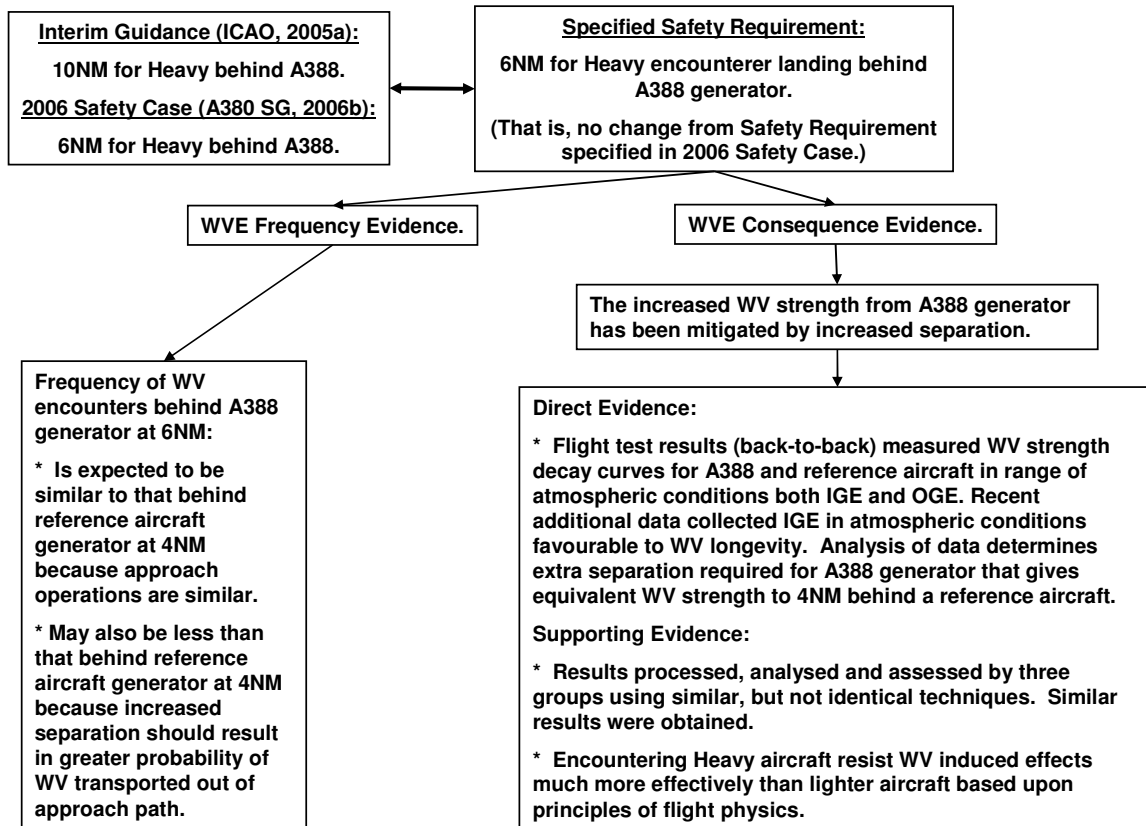 Interim Guidance (ICAO, 2005a):
10NM for Heavy behind A388.
2006 Safety Case (A380 SG, 2006b):
6NM for Heavy behind A388.
Specified Safety Requirement:
6NM for Heavy encounterer landing behind
A388 generator.
(That is, no change from Safety Requirement
specified in 2006 Safety Case.)
WVE Frequency Evidence.
WVE Consequence Evidence.
The increased WV strength from A388 generator
has been mitigated by increased separation.
Frequency of WV
encounters behind A388
generator at 6NM:
* Is expected to be
similar to that behind
reference aircraft
generator at 4NM
because approach
operations are similar.
* May also be less than
that behind reference
aircraft generator at 4NM
because increased
separation should result
in greater probability of
WV transported out of
approach path.
Direct Evidence:
* Flight test results (back-to-back) measured WV strength
decay curves for A388 and reference aircraft in range of
atmospheric conditions both IGE and OGE. Recent
additional data collected IGE in atmospheric conditions
favourable to WV longevity. Analysis of data determines
extra separation required for A388 generator that gives
equivalent WV strength to 4NM behind a reference aircraft.
Supporting Evidence:
* Results processed, analysed and assessed by three
groups using similar, but not identical techniques. Similar
results were obtained.
* Encountering Heavy aircraft resist WV induced effects
much more effectively than lighter aircraft based upon
principles of flight physics.